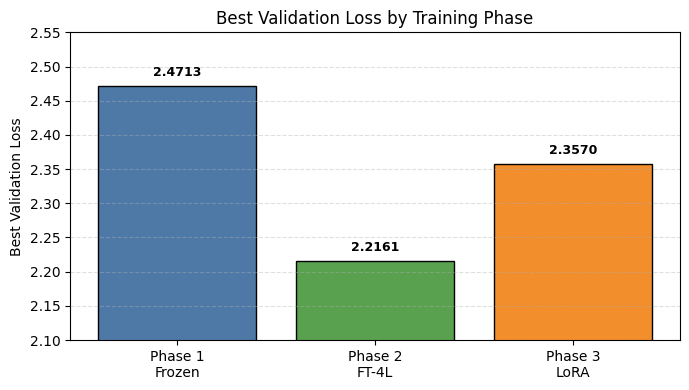 Best Validation Loss by Training Phase
Best Validation Loss
2.55
2.50
2.45
2.40
2.35
2.30
2.25
2.20
2.15
2.10
2.4713
2.2161
2.3570
Phase 1
Frozen
Phase 2
FT-4L
Phase 3
LoRA